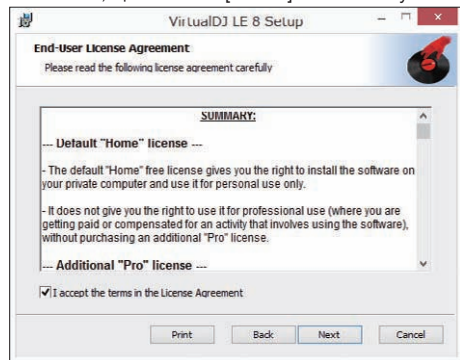 VirtualDJ LE 8 Setup
End-User License Agreement
Please read the following license agreement carefully
SUMMARY:
--- Default "Home" license ---
- The default "Home" free license gives you the right to install the software on
your private computer and use it for personal use only.
- It does not give you the right to use it for professional use (where you are
getting paid or compensated for an activity that involves using the software),
without purchasing an additional "Pro" license.
--- Additional "Pro" license ---
I accept the terms in the License Agreement
Print Back Next Cancel